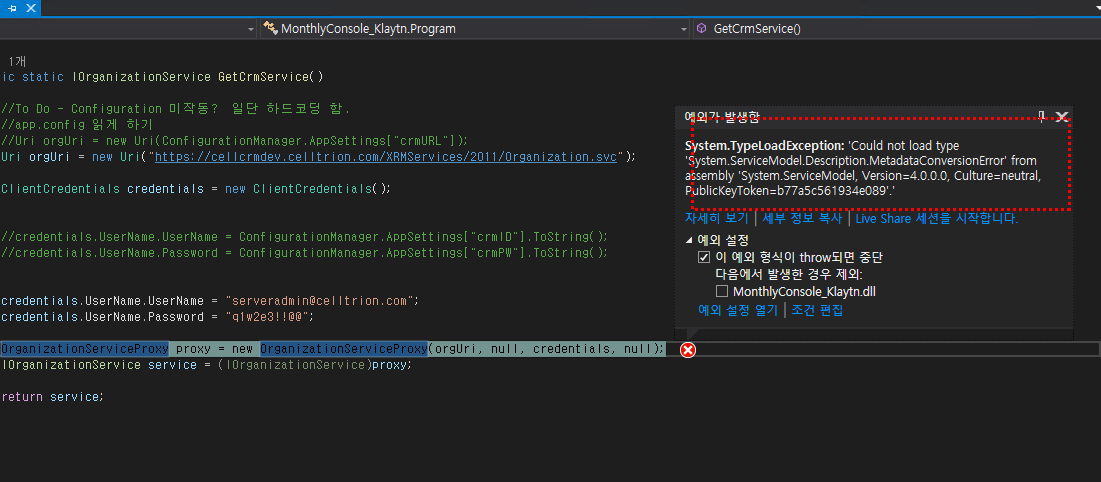 MonthlyConsole_Klaytn.Program
GetCrmService()
1개
ic static IOrganizationService GetCrmService()
//To Do - Configuration 미작동? 일단 하드코딩 함.
//app.config 읽게 하기
//Uri orgUri = new Uri(ConfigurationManager.AppSettings["crmURL"]);
Uri orgUri = new Uri("https://cellcrmdev.celltrion.com/XRMServices/2011/Organization.svc");
ClientCredentials credentials = new ClientCredentials();
//credentials.UserName.UserName = ConfigurationManager.AppSettings["crmID"].ToString();
//credentials.UserName.Password = ConfigurationManager.AppSettings["crmPW"].ToString();
credentials.UserName.UserName = "serveradmin@celltrion.com";
credentials.UserName.Password = "q1w2e3!!@@";
OrganizationServiceProxy proxy = new OrganizationServiceProxy(orgUri, null, credentials, null);
IOrganizationService service = (IOrganizationService)proxy;
return service;
예외가 발생함
System.TypeLoadException: 'Could not load type
'System.ServiceModel.Description.MetadataConversionError' from
assembly 'System.ServiceModel, Version=4.0.0.0, Culture=neutral,
PublicKeyToken=b77a5c561934e089'.'
자세히 보기 | 세부 정보 복사 | Live Share 세션을 시작합니다.
예외 설정
이 예외 형식이 throw되면 중단
다음에서 발생한 경우 제외:
MonthlyConsole_Klaytn.dll
예외 설정 열기 | 조건 편집